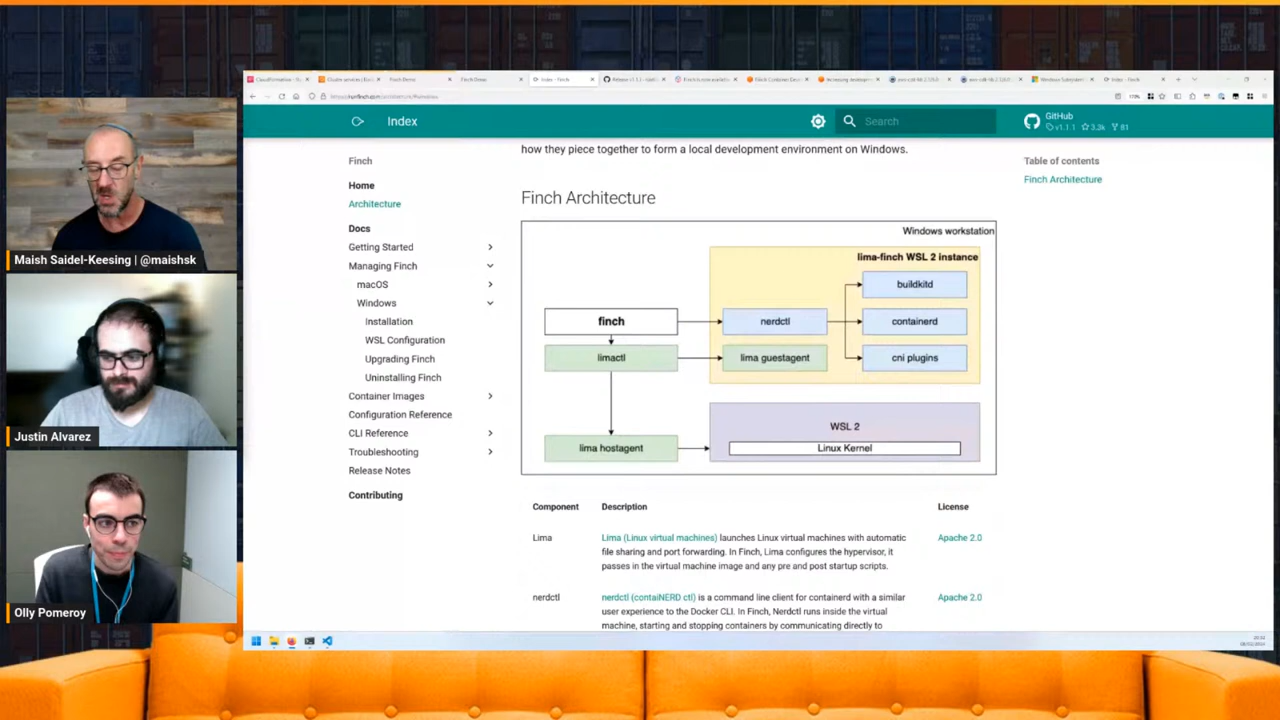 Index - Finch
Index
Search
GitHub
v1.1.1 3.3k 81
Maish Saidel-Keesing | @maishsk
Justin Alvarez
Olly Pomeroy
Finch
Home
Architecture
Docs
Getting Started
Managing Finch
macOS
Windows
Installation
WSL Configuration
Upgrading Finch
Uninstalling Finch
Container Images
Configuration Reference
CLI Reference
Troubleshooting
Release Notes
Contributing
how they piece together to form a local development environment on Windows.
Finch Architecture
Windows workstation
lima-finch WSL 2 instance
buildkitd
finch
nerdctl
containerd
limactl
lima guestagent
cni plugins
WSL 2
lima hostagent
Linux Kernel
Component Description License
Lima Lima (Linux virtual machines) launches Linux virtual machines with automatic Apache 2.0
file sharing and port forwarding. In Finch, Lima configures the hypervisor, it
passes in the virtual machine image and any pre and post startup scripts.
nerdctl nerdctl (contaiNERD ctl) is a command line client for containerd with a similar Apache 2.0
user experience to the Docker CLI. In Finch, Nerdctl runs inside the virtual
machine, starting and stopping containers by communicating directly to
Table of contents
Finch Architecture